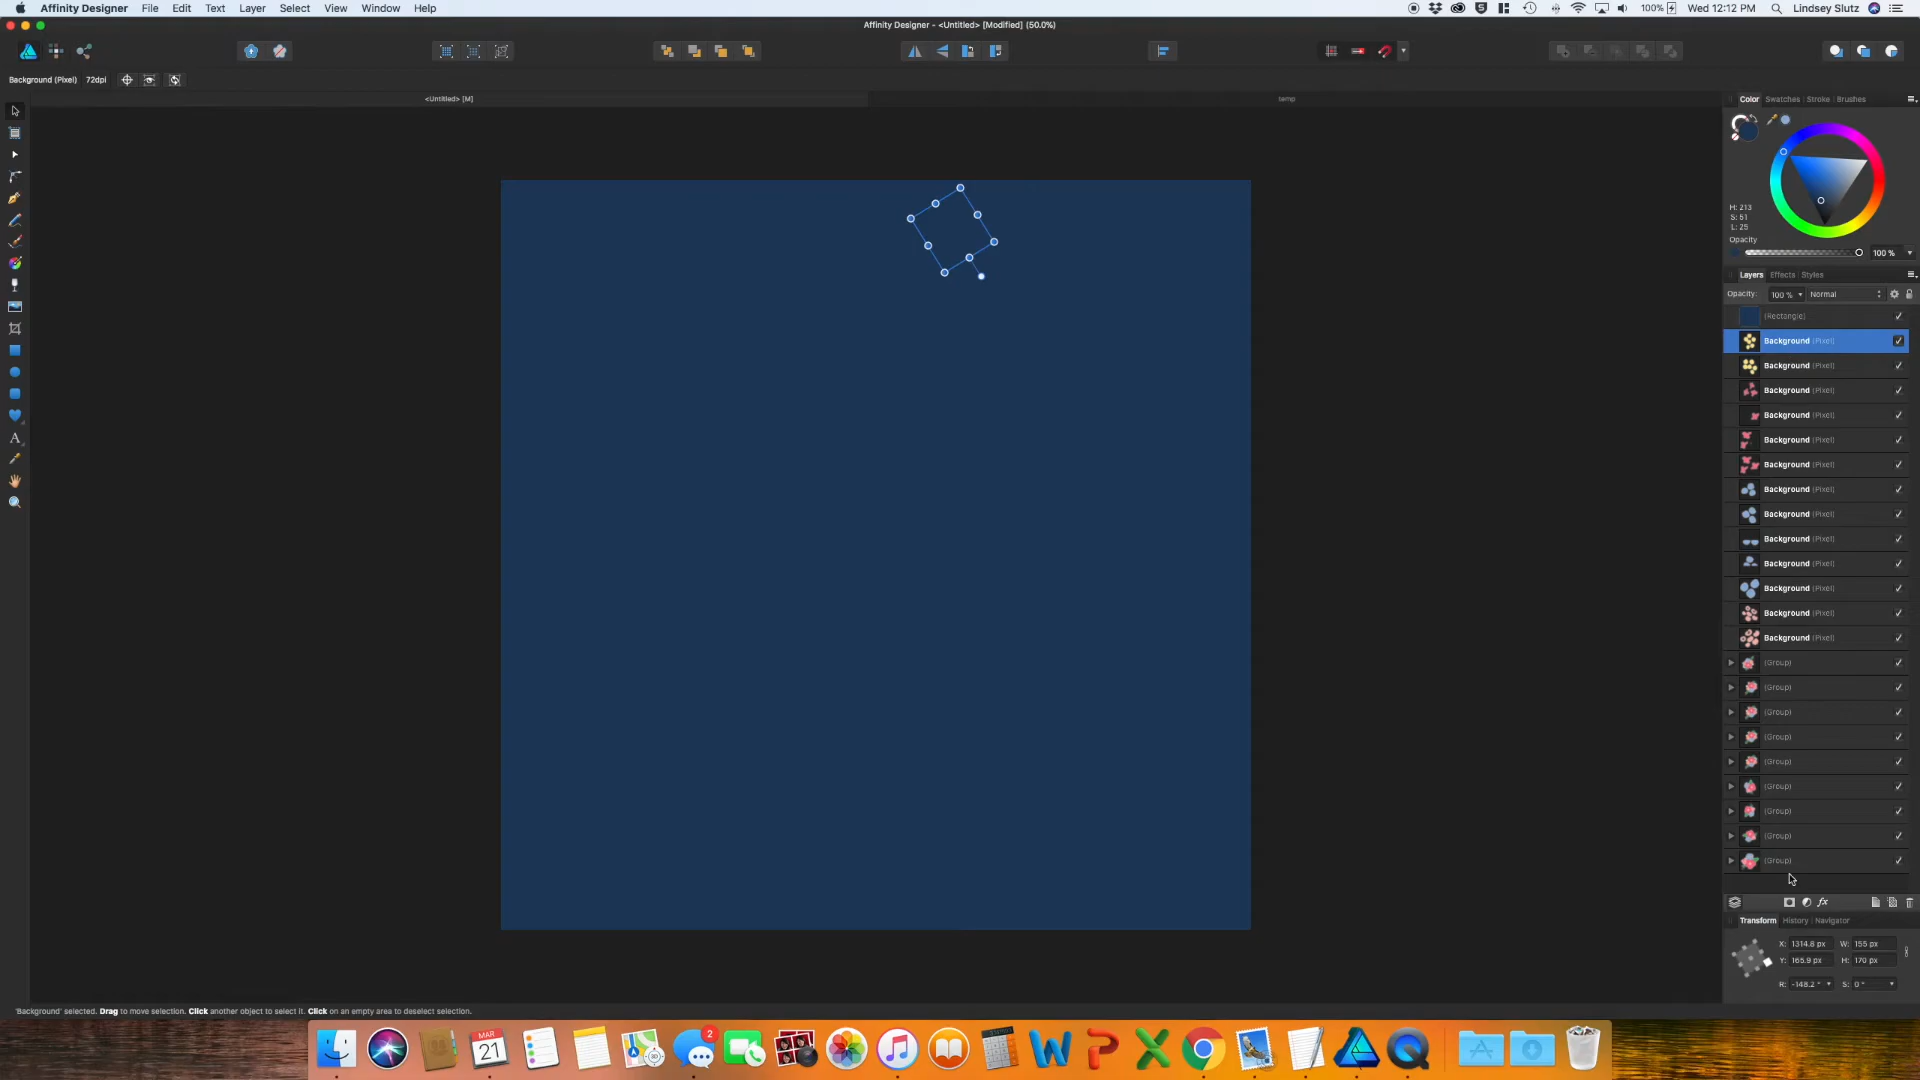 Affinity Designer File Edit Text Layer Select View Window Help
100% Wed 12:12 PM Lindsey Slutz
Affinity Designer - <Untitled> [Modified] (50.0%)
Background (Pixel) 72dpi
<Untitled> [M] temp
Color Swatches Stroke Brushes
H: 213
S: 51
L: 25
Opacity
100 %
Layers Effects Styles
Opacity: 100 % Normal
(Rectangle)
Background (Pixel)
Background (Pixel)
Background (Pixel)
Background (Pixel)
Background (Pixel)
Background (Pixel)
Background (Pixel)
Background (Pixel)
Background (Pixel)
Background (Pixel)
Background (Pixel)
Background (Pixel)
Background (Pixel)
(Group)
(Group)
(Group)
(Group)
(Group)
(Group)
(Group)
(Group)
(Group)
fx
Transform History Navigator
X: 1314.8 px W: 155 px
Y: 165.9 px H: 170 px
R: -148.2 ° S: 0 °
'Background' selected. Drag to move selection. Click another object to select it. Click on an empty area to deselect selection.
MAR
21
2